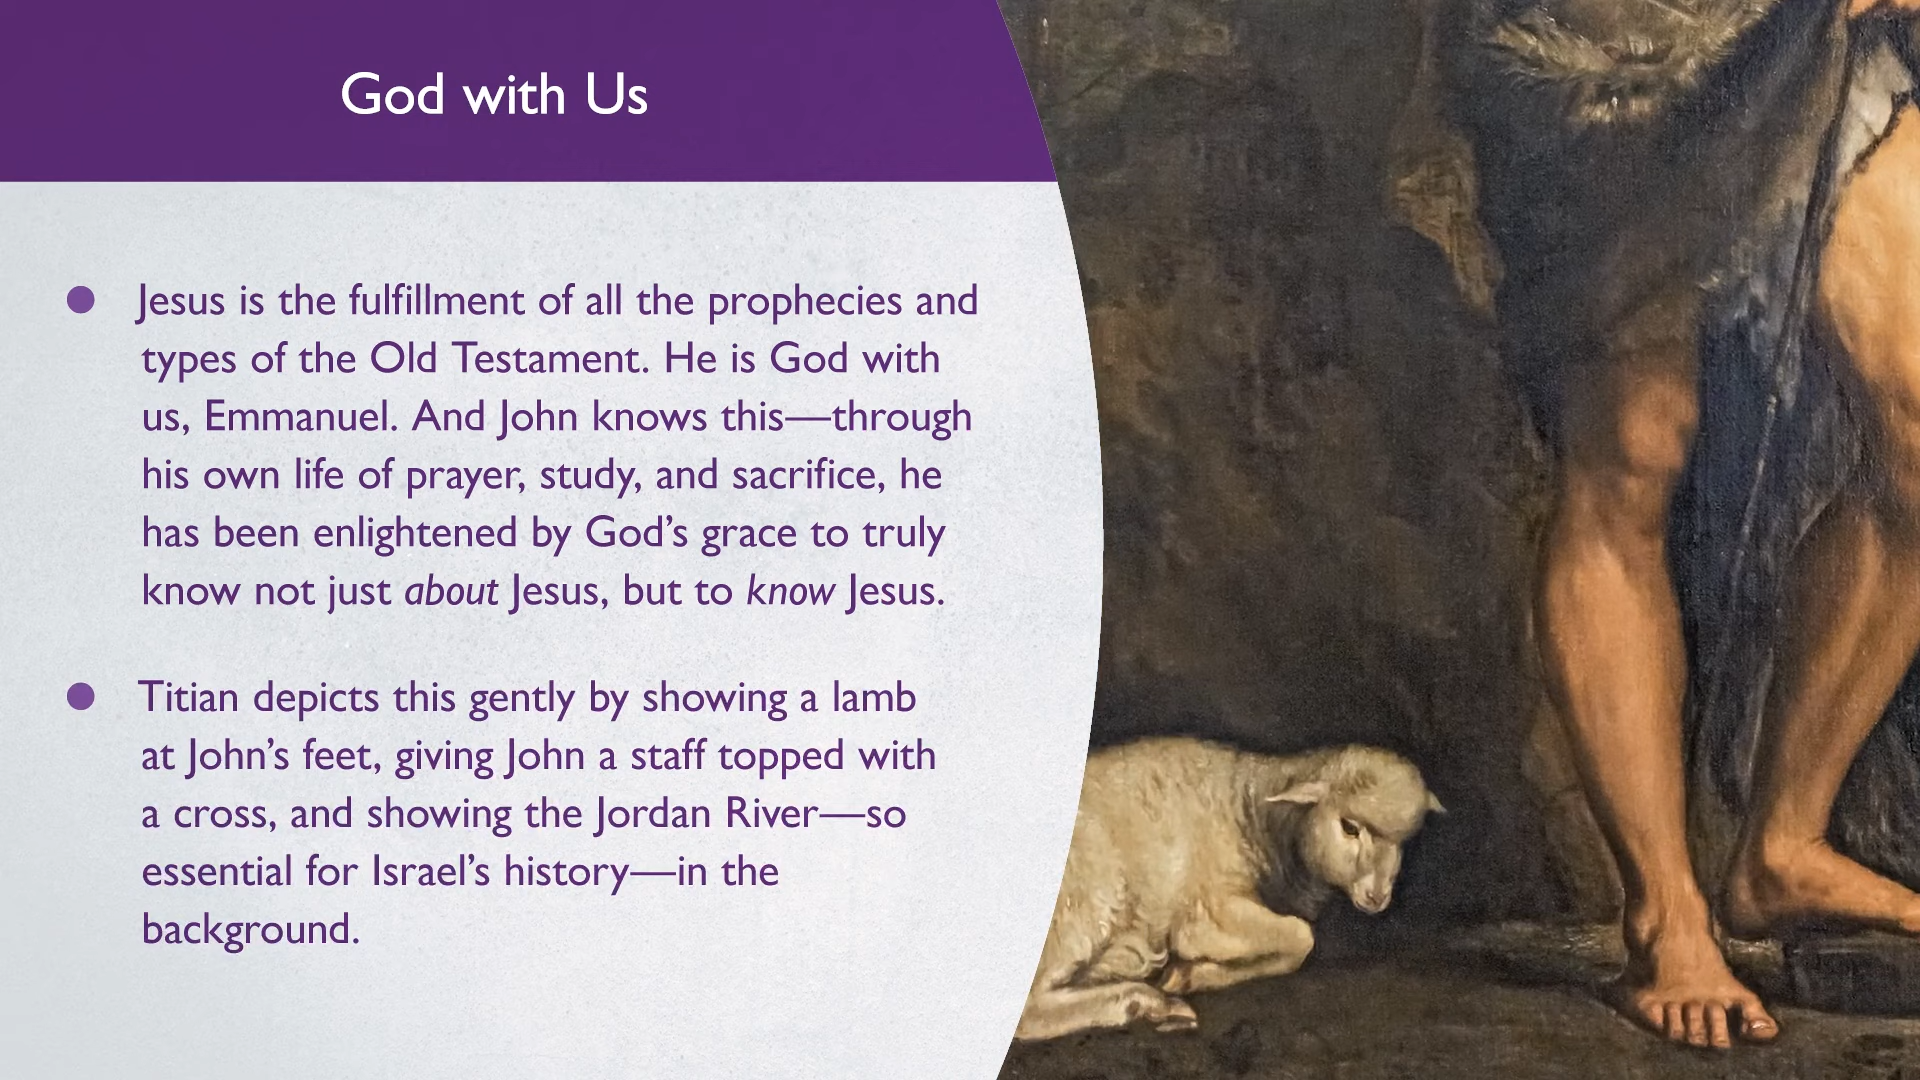 God with Us
● Jesus is the fulfillment of all the prophecies and
types of the Old Testament. He is God with
us, Emmanuel. And John knows this—through
his own life of prayer, study, and sacrifice, he
has been enlightened by God’s grace to truly
know not just about Jesus, but to know Jesus.
● Titian depicts this gently by showing a lamb
at John’s feet, giving John a staff topped with
a cross, and showing the Jordan River—so
essential for Israel’s history—in the
background.